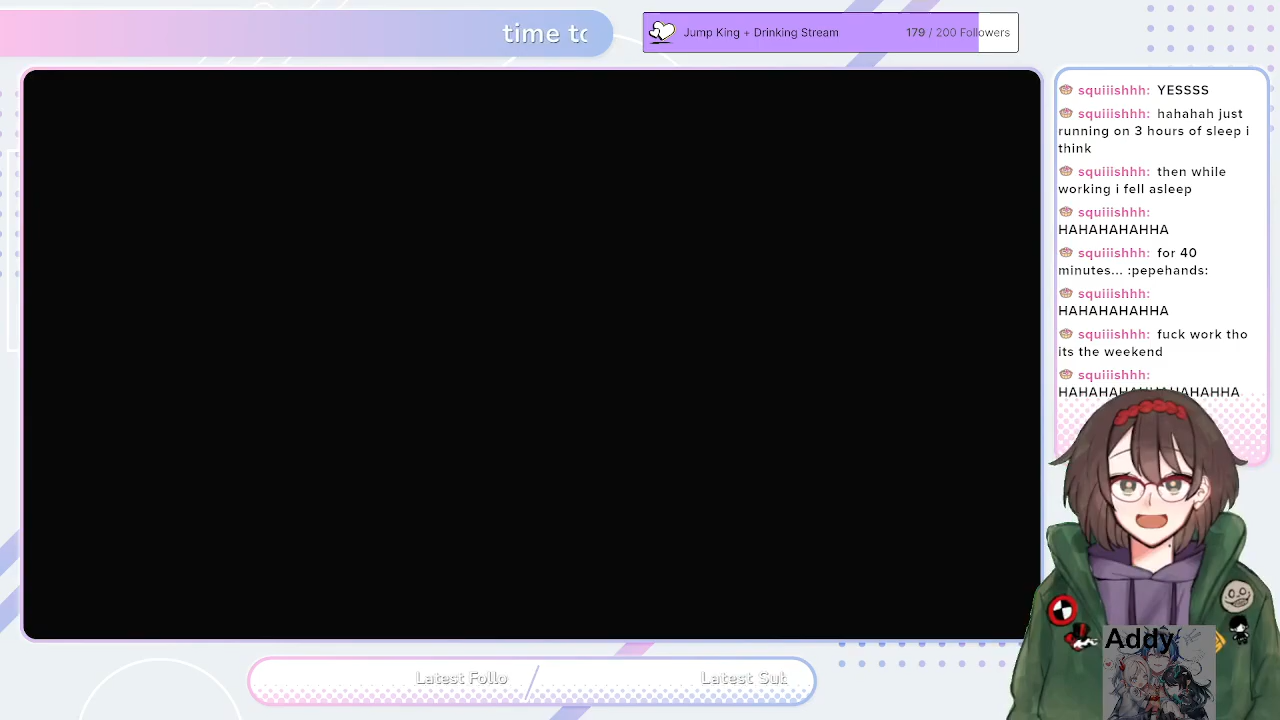 time to
Jump King + Drinking Stream 179 / 200 Followers
squiiishhh: YESSSS
squiiishhh: hahahah just
running on 3 hours of sleep i
think
squiiishhh: then while
working i fell asleep
squiiishhh:
HAHAHAHAHHA
squiiishhh: for 40
minutes... :pepehands:
squiiishhh:
HAHAHAHAHHA
squiiishhh: fuck work tho
its the weekend
squiiishhh:
Addy
Latest Follo
Latest Sub